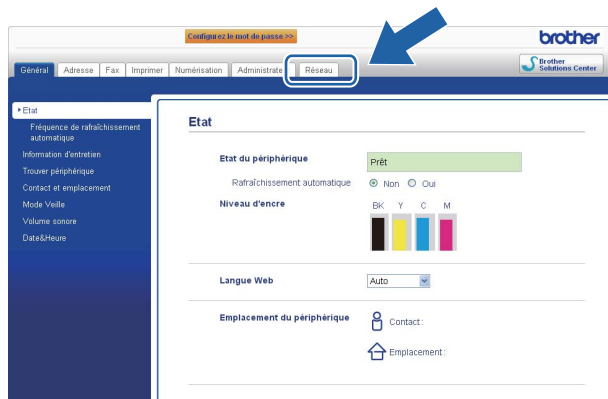 Configurez le mot de passe >>
brother
Général Adresse Fax Imprimer Numérisation Administrate Réseau
Brother Solutions Center
Etat
Fréquence de rafraîchissement automatique
Information d'entretien
Trouver périphérique
Contact et emplacement
Mode Veille
Volume sonore
Date&Heure
Etat
Etat du périphérique Prêt
Rafraîchissement automatique Non Oui
Niveau d'encre BK Y C M
Langue Web Auto
Emplacement du périphérique Contact :
Emplacement :